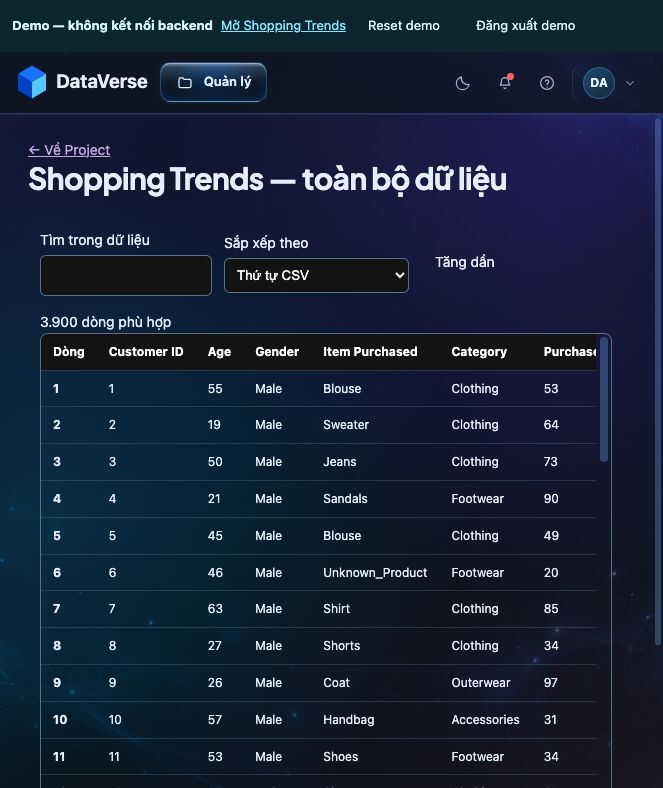 Demo — không kết nối backend Mở Shopping Trends Reset demo Đăng xuất demo
DataVerse Quản lý DA
← Về Project
Shopping Trends — toàn bộ dữ liệu
Tìm trong dữ liệu Sắp xếp theo
Thứ tự CSV Tăng dần
3.900 dòng phù hợp
Dòng Customer ID Age Gender Item Purchased Category Purchase
1 1 55 Male Blouse Clothing 53
2 2 19 Male Sweater Clothing 64
3 3 50 Male Jeans Clothing 73
4 4 21 Male Sandals Footwear 90
5 5 45 Male Blouse Clothing 49
6 6 46 Male Unknown_Product Footwear 20
7 7 63 Male Shirt Clothing 85
8 8 27 Male Shorts Clothing 34
9 9 26 Male Coat Outerwear 97
10 10 57 Male Handbag Accessories 31
11 11 53 Male Shoes Footwear 34